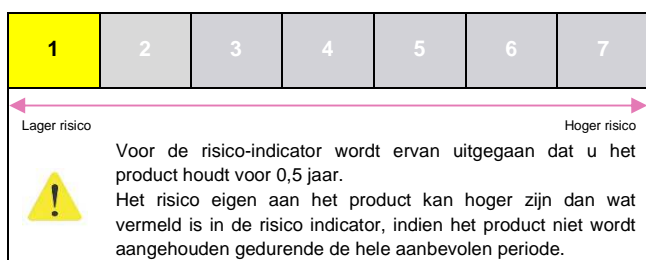 1 2 3 4 5 6 7
Lager risico Hoger risico
Voor de risico-indicator wordt ervan uitgegaan dat u het
product houdt voor 0,5 jaar.
Het risico eigen aan het product kan hoger zijn dan wat
vermeld is in de risico indicator, indien het product niet wordt
aangehouden gedurende de hele aanbevolen periode.